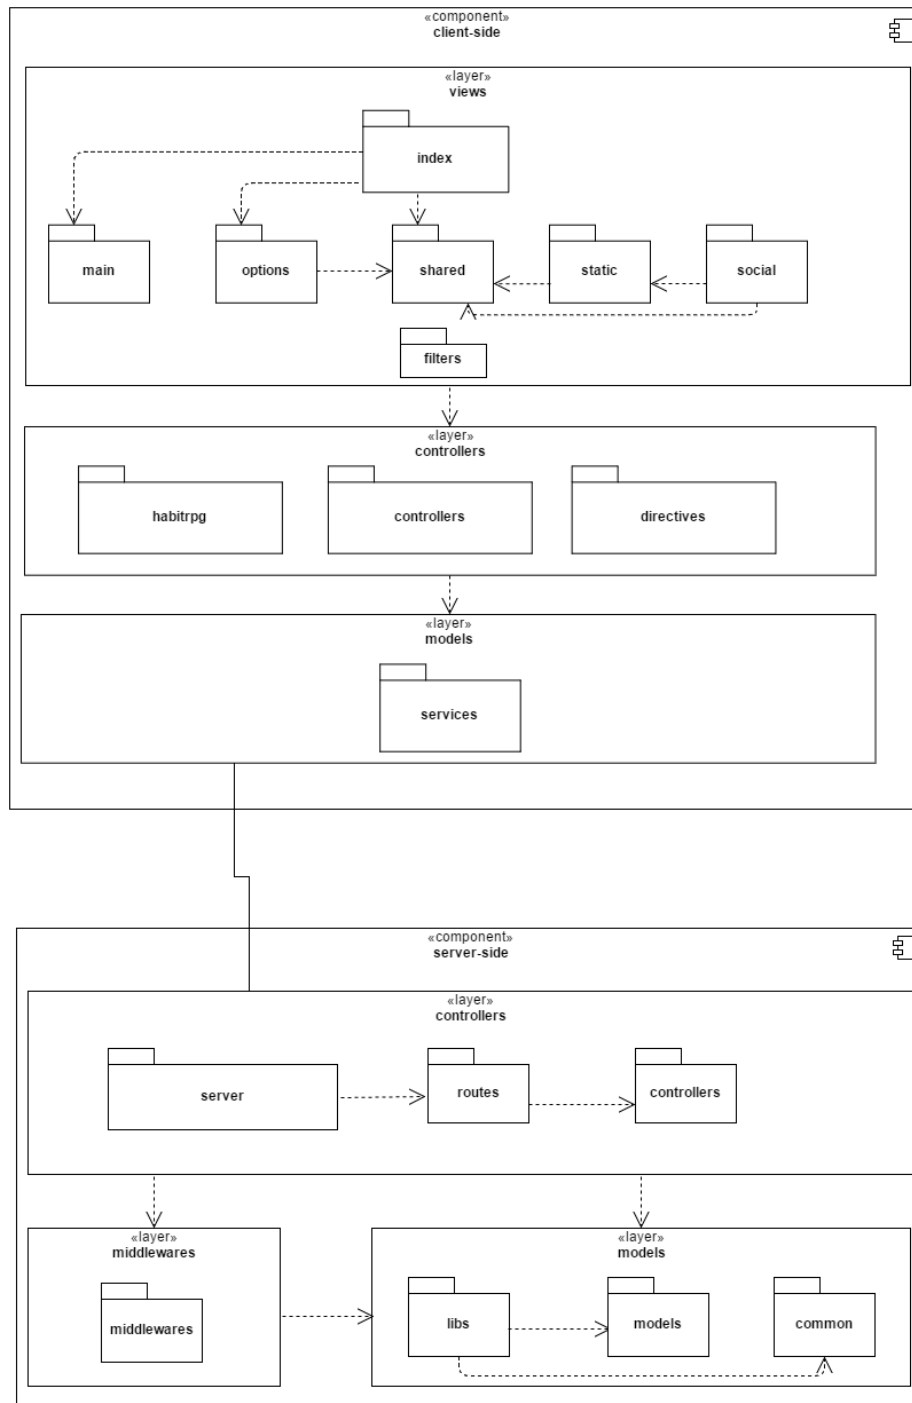 «component»
client-side
«layer»
views
index
main
options
shared
static
social
filters
«layer»
controllers
habitrpg
controllers
directives
«layer»
models
services
«component»
server-side
«layer»
controllers
server
routes
controllers
«layer»
middlewares
middlewares
«layer»
models
libs
models
common